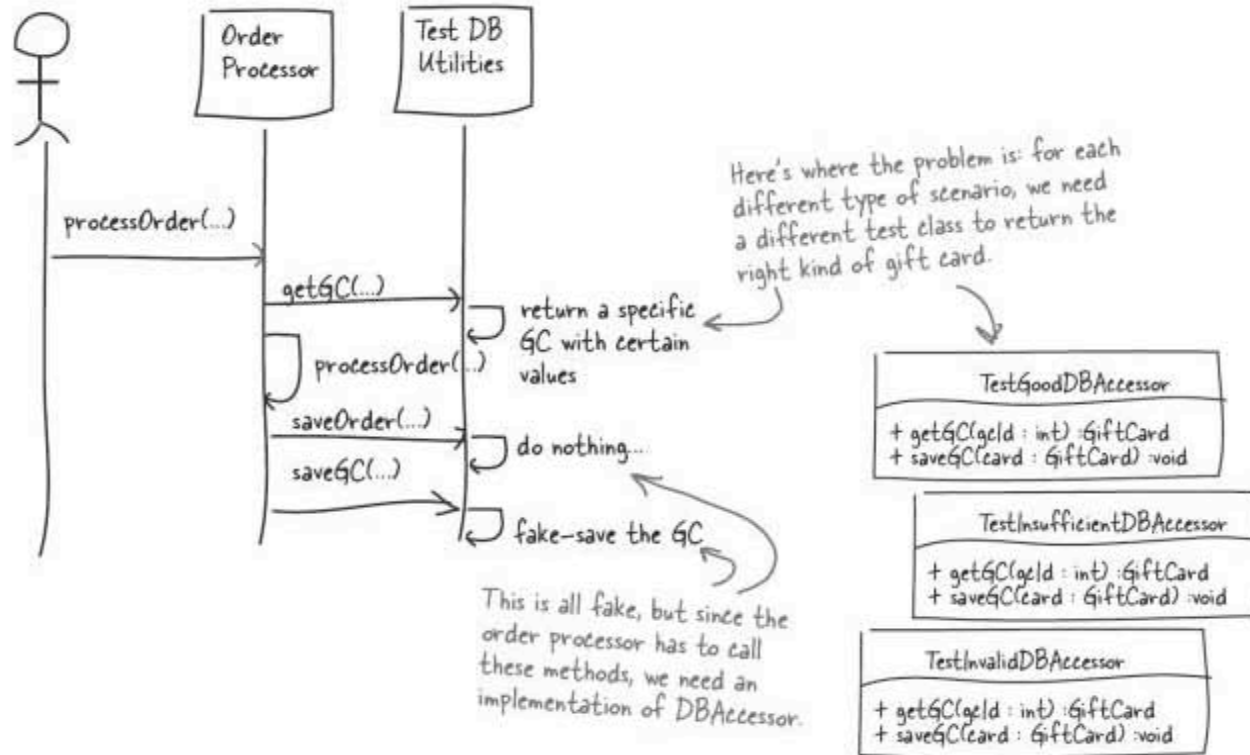 Order
Processor
Test DB
Utilities
processOrder(...)
getGC(...)
return a specific
GC with certain
values
processOrder(...)
saveOrder(...)
do nothing...
saveGC(...)
fake-save the GC
Here's where the problem is: for each
different type of scenario, we need
a different test class to return the
right kind of gift card.
This is all fake, but since the
order processor has to call
these methods, we need an
implementation of DBAccessor.
TestGoodDBAccessor
+ getGC(gcId : int) :GiftCard
+ saveGC(card : GiftCard) :void
TestInsufficientDBAccessor
+ getGC(gcId : int) :GiftCard
+ saveGC(card : GiftCard) :void
TestInvalidDBAccessor
+ getGC(gcId : int) :GiftCard
+ saveGC(card : GiftCard) :void